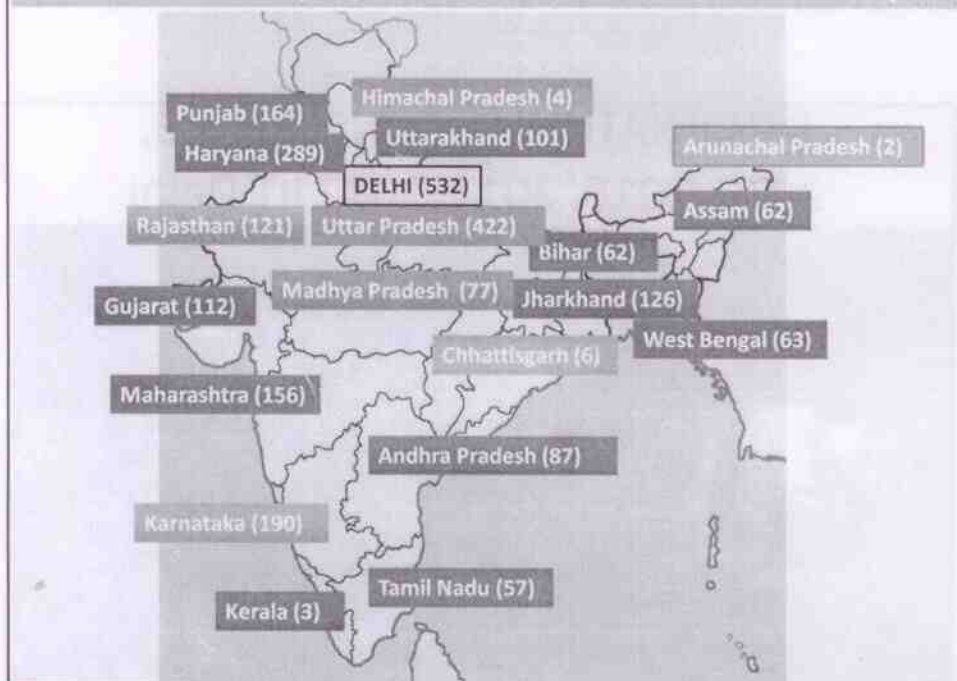 Himachal Pradesh (4)
Punjab (164)
Uttarakhand (101)
Haryana (289)
Arunachal Pradesh (2)
DELHI (532)
Assam (62)
Rajasthan (121)
Uttar Pradesh (422)
Bihar (62)
Madhya Pradesh (77)
Jharkhand (126)
Gujarat (112)
West Bengal (63)
Chhattisgarh (6)
Maharashtra (156)
Andhra Pradesh (87)
Karnataka (190)
Tamil Nadu (57)
Kerala (3)